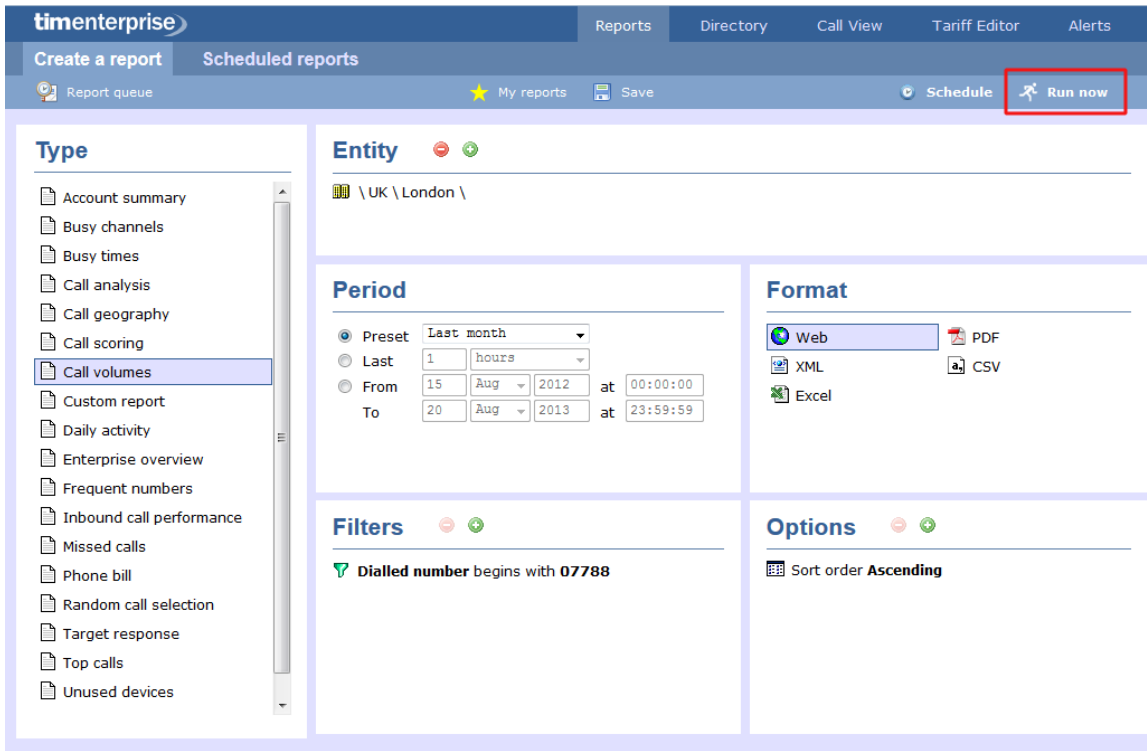 timenterprise
Reports Directory Call View Tariff Editor Alerts
Create a report Scheduled reports
Report queue My reports Save Schedule Run now
Type
Account summary
Busy channels
Busy times
Call analysis
Call geography
Call scoring
Call volumes
Custom report
Daily activity
Enterprise overview
Frequent numbers
Inbound call performance
Missed calls
Phone bill
Random call selection
Target response
Top calls
Unused devices
Entity
\ UK \ London \
Period
Preset Last month
Last 1 hours
From 15 Aug 2012 at 00:00:00
To 20 Aug 2013 at 23:59:59
Format
Web PDF
XML CSV
Excel
Filters
Dialled number begins with 07788
Options
Sort order Ascending